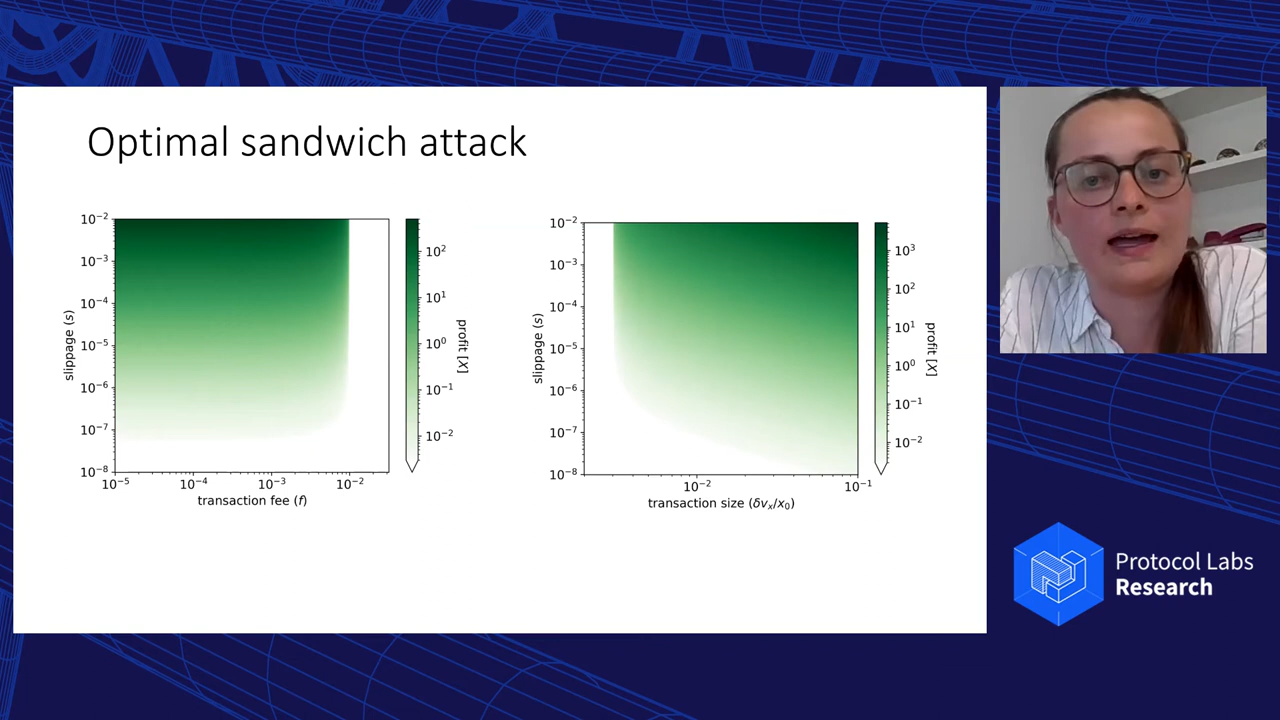 Optimal sandwich attack
10⁻²
10⁻³
10⁻⁴
10⁻⁵
10⁻⁶
10⁻⁷
10⁻⁸
slippage (s)
10⁻⁵ 10⁻⁴ 10⁻³ 10⁻²
transaction fee (f)
10²
10¹
10⁰
10⁻¹
10⁻²
profit [X]
10⁻²
10⁻³
10⁻⁴
10⁻⁵
10⁻⁶
10⁻⁷
10⁻⁸
slippage (s)
10⁻² 10⁻¹
transaction size (δvₓ/x₀)
10³
10²
10¹
10⁰
10⁻¹
10⁻²
profit [X]
Protocol Labs
Research